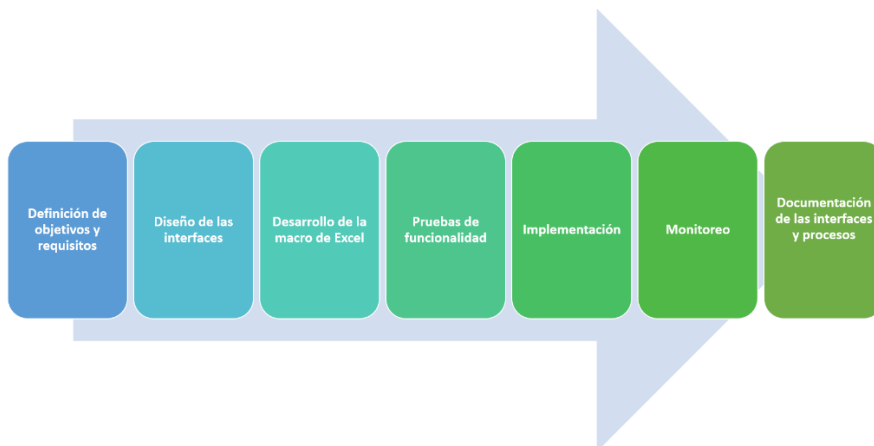 Definición de
objetivos y
requisitos
Diseño de las
interfaces
Desarrollo de la
macro de Excel
Pruebas de
funcionalidad
Implementación
Monitoreo
Documentación
de las interfaces
y procesos